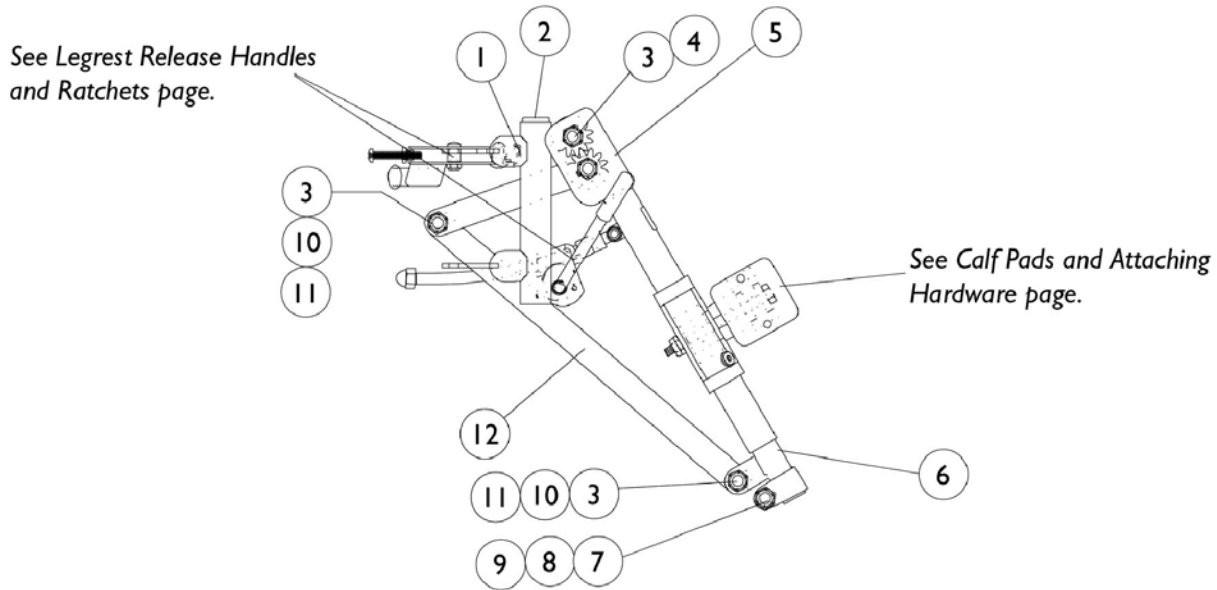 See Legrest Release Handles
and Ratchets page.
1
2
3
4
5
3
10
11
See Calf Pads and Attaching
Hardware page.
12
6
11 10 3
9 8 7